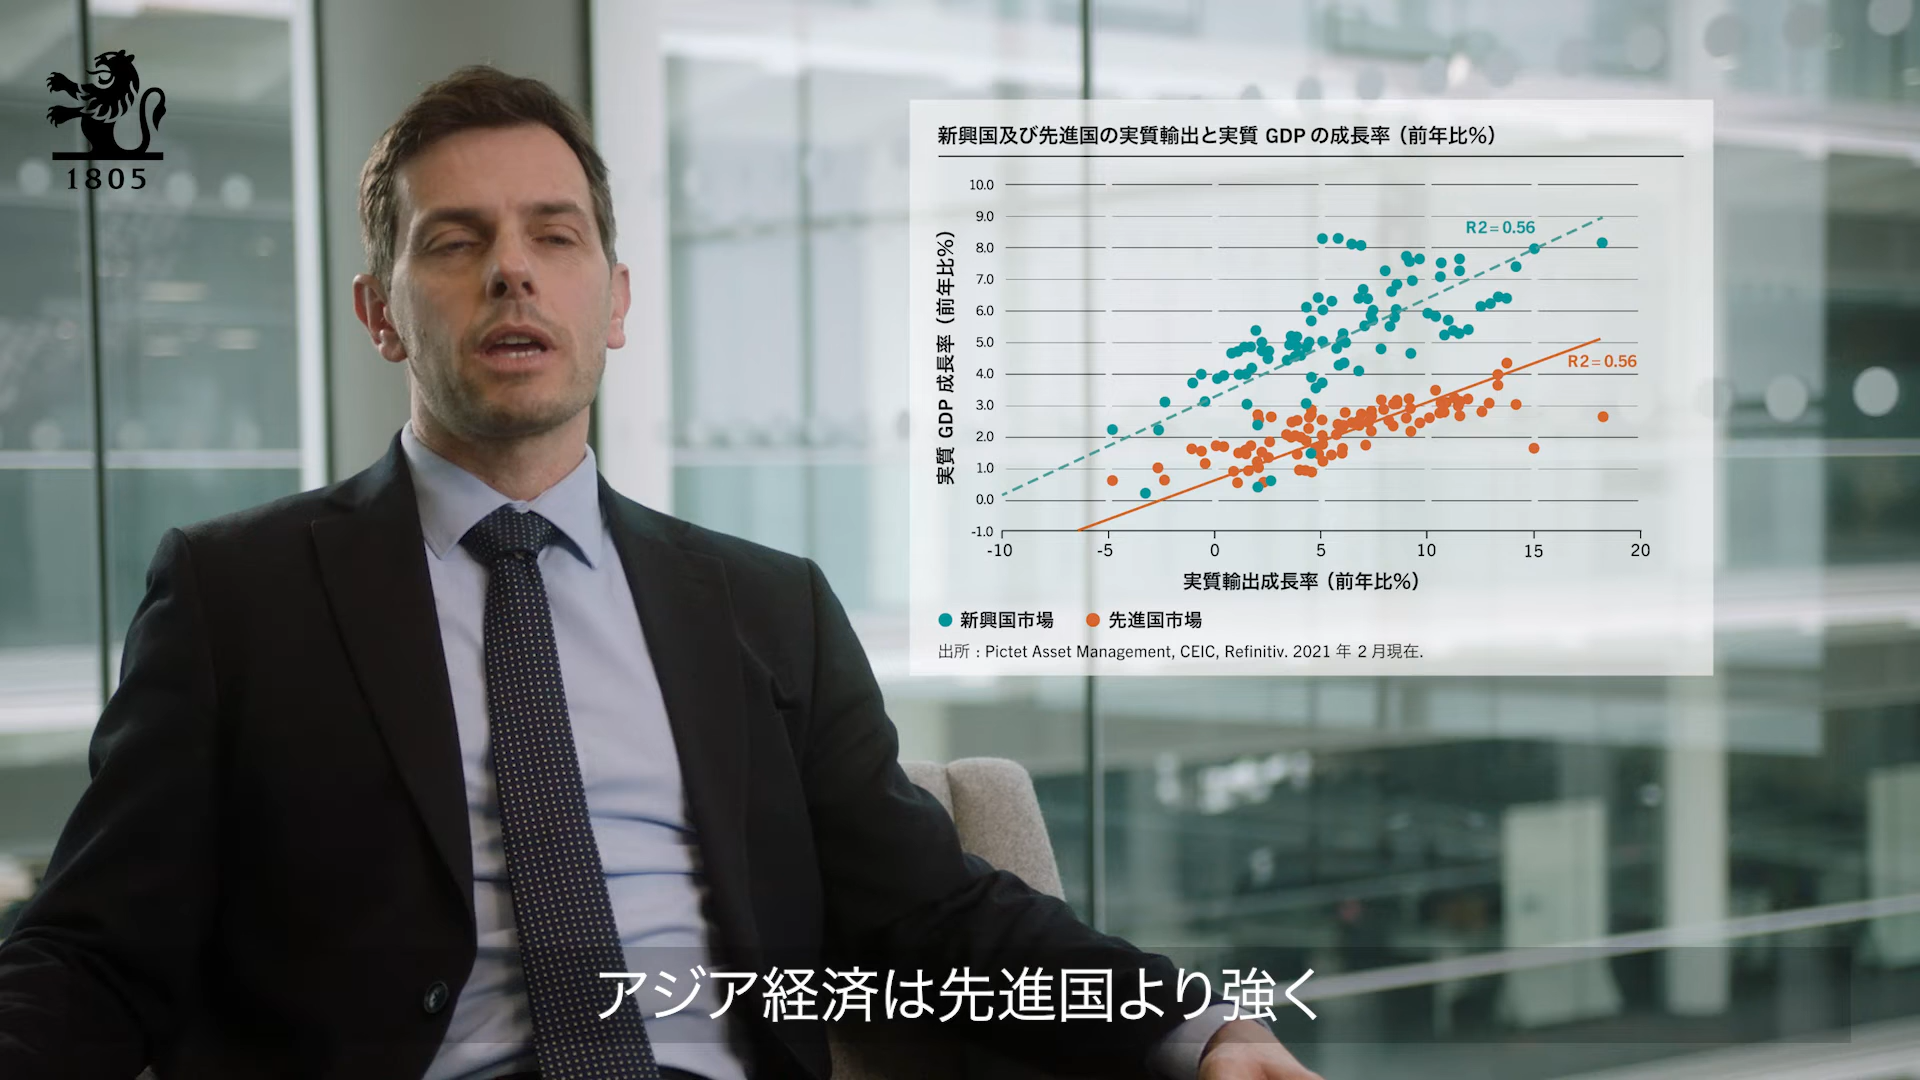 1805
新興国及び先進国の実質輸出と実質 GDP の成長率（前年比%）
実質 GDP 成長率（前年比%）
10.0
9.0
8.0
7.0
6.0
5.0
4.0
3.0
2.0
1.0
0.0
-1.0
R2=0.56
R2=0.56
-10 -5 0 5 10 15 20
実質輸出成長率（前年比%）
新興国市場 先進国市場
出所：Pictet Asset Management, CEIC, Refinitiv. 2021 年 2 月現在.
アジア経済は先進国より強く